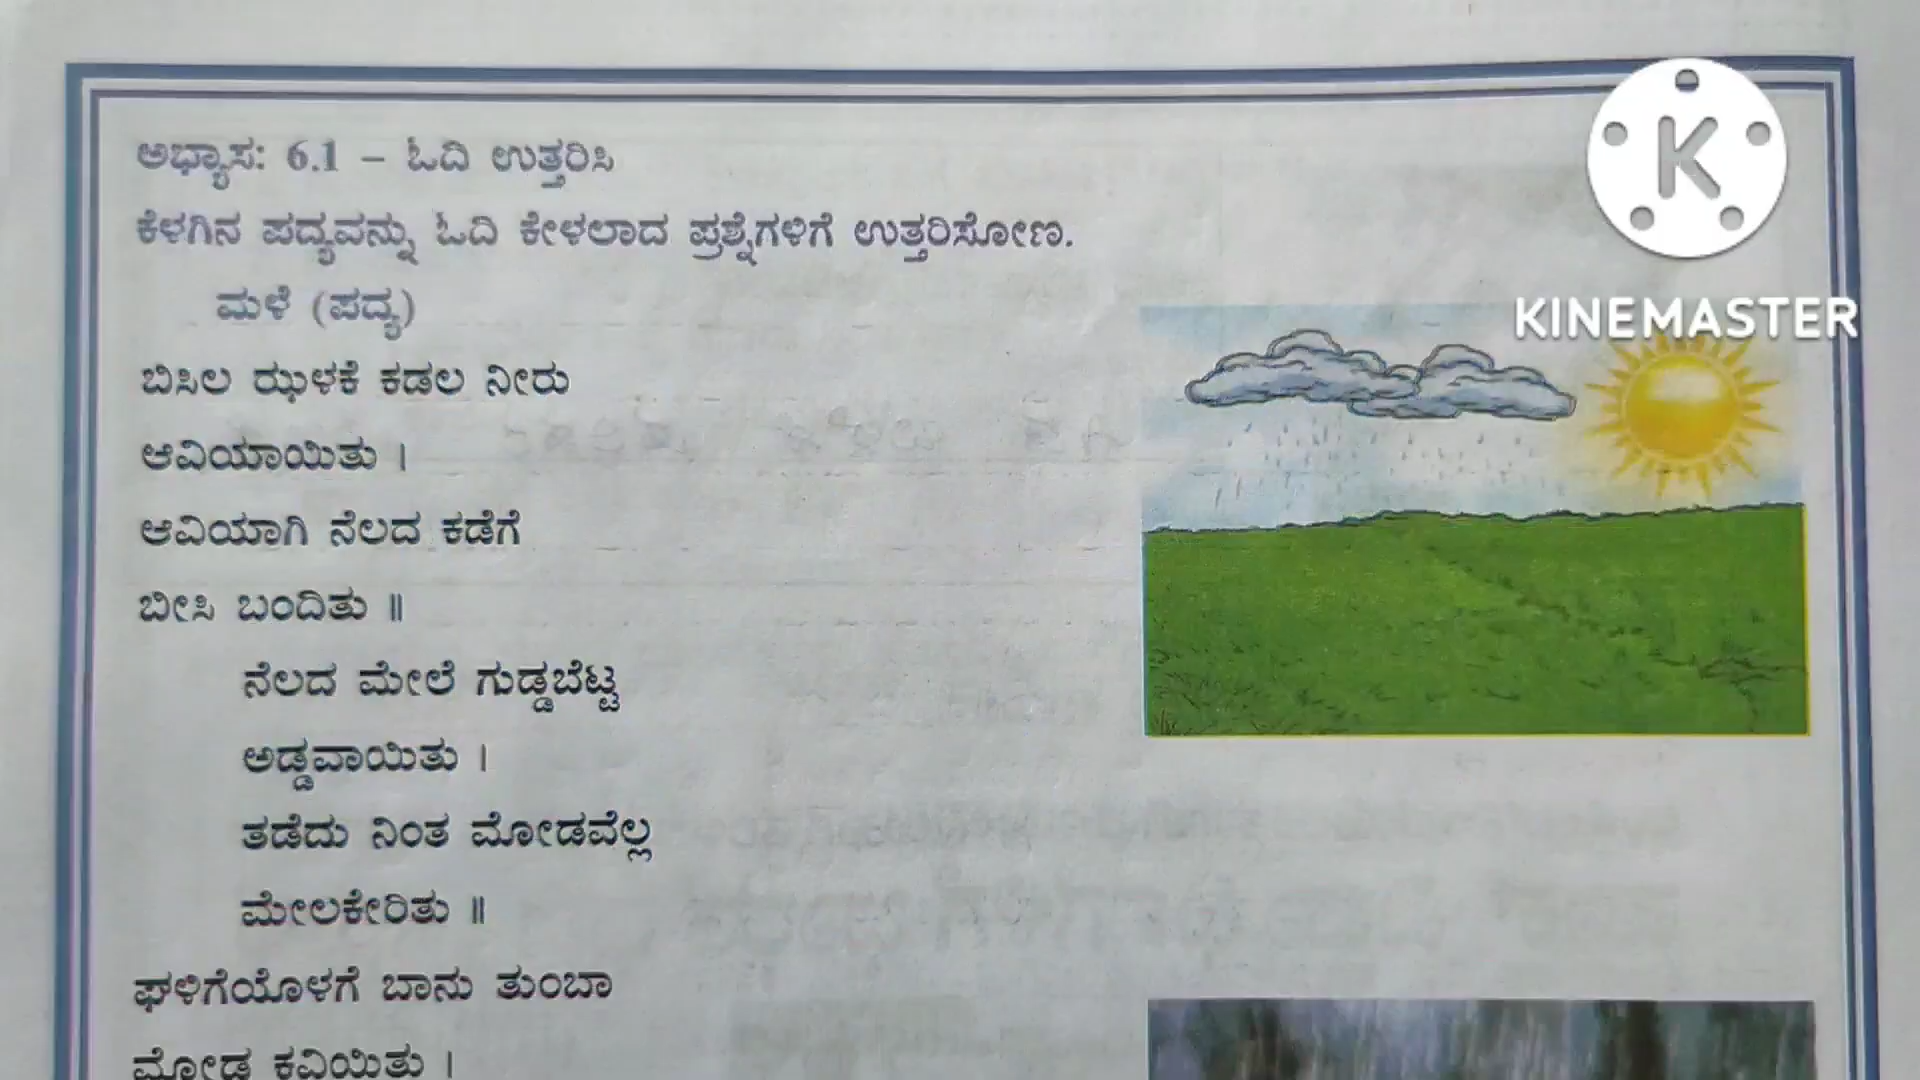 ಅಭ್ಯಾಸ: 6.1 – ಓದಿ ಉತ್ತರಿಸಿ
ಕೆಳಗಿನ ಪದ್ಯವನ್ನು ಓದಿ ಕೇಳಲಾದ ಪ್ರಶ್ನೆಗಳಿಗೆ ಉತ್ತರಿಸೋಣ.
ಮಳೆ (ಪದ್ಯ)
ಬಿಸಿಲ ಝಳಕೆ ಕಡಲ ನೀರು
ಆವಿಯಾಯಿತು ।
ಆವಿಯಾಗಿ ನೆಲದ ಕಡೆಗೆ
ಬೀಸಿ ಬಂದಿತು ॥
ನೆಲದ ಮೇಲೆ ಗುಡ್ಡಬೆಟ್ಟ
ಅಡ್ಡವಾಯಿತು ।
ತಡೆದು ನಿಂತ ಮೋಡವೆಲ್ಲ
ಮೇಲಕೇರಿತು ॥
ಘಳಿಗೆಯೊಳಗೆ ಬಾನು ತುಂಬಾ
ಮೋಡ ಕವಿಯಿತು ।
KINEMASTER